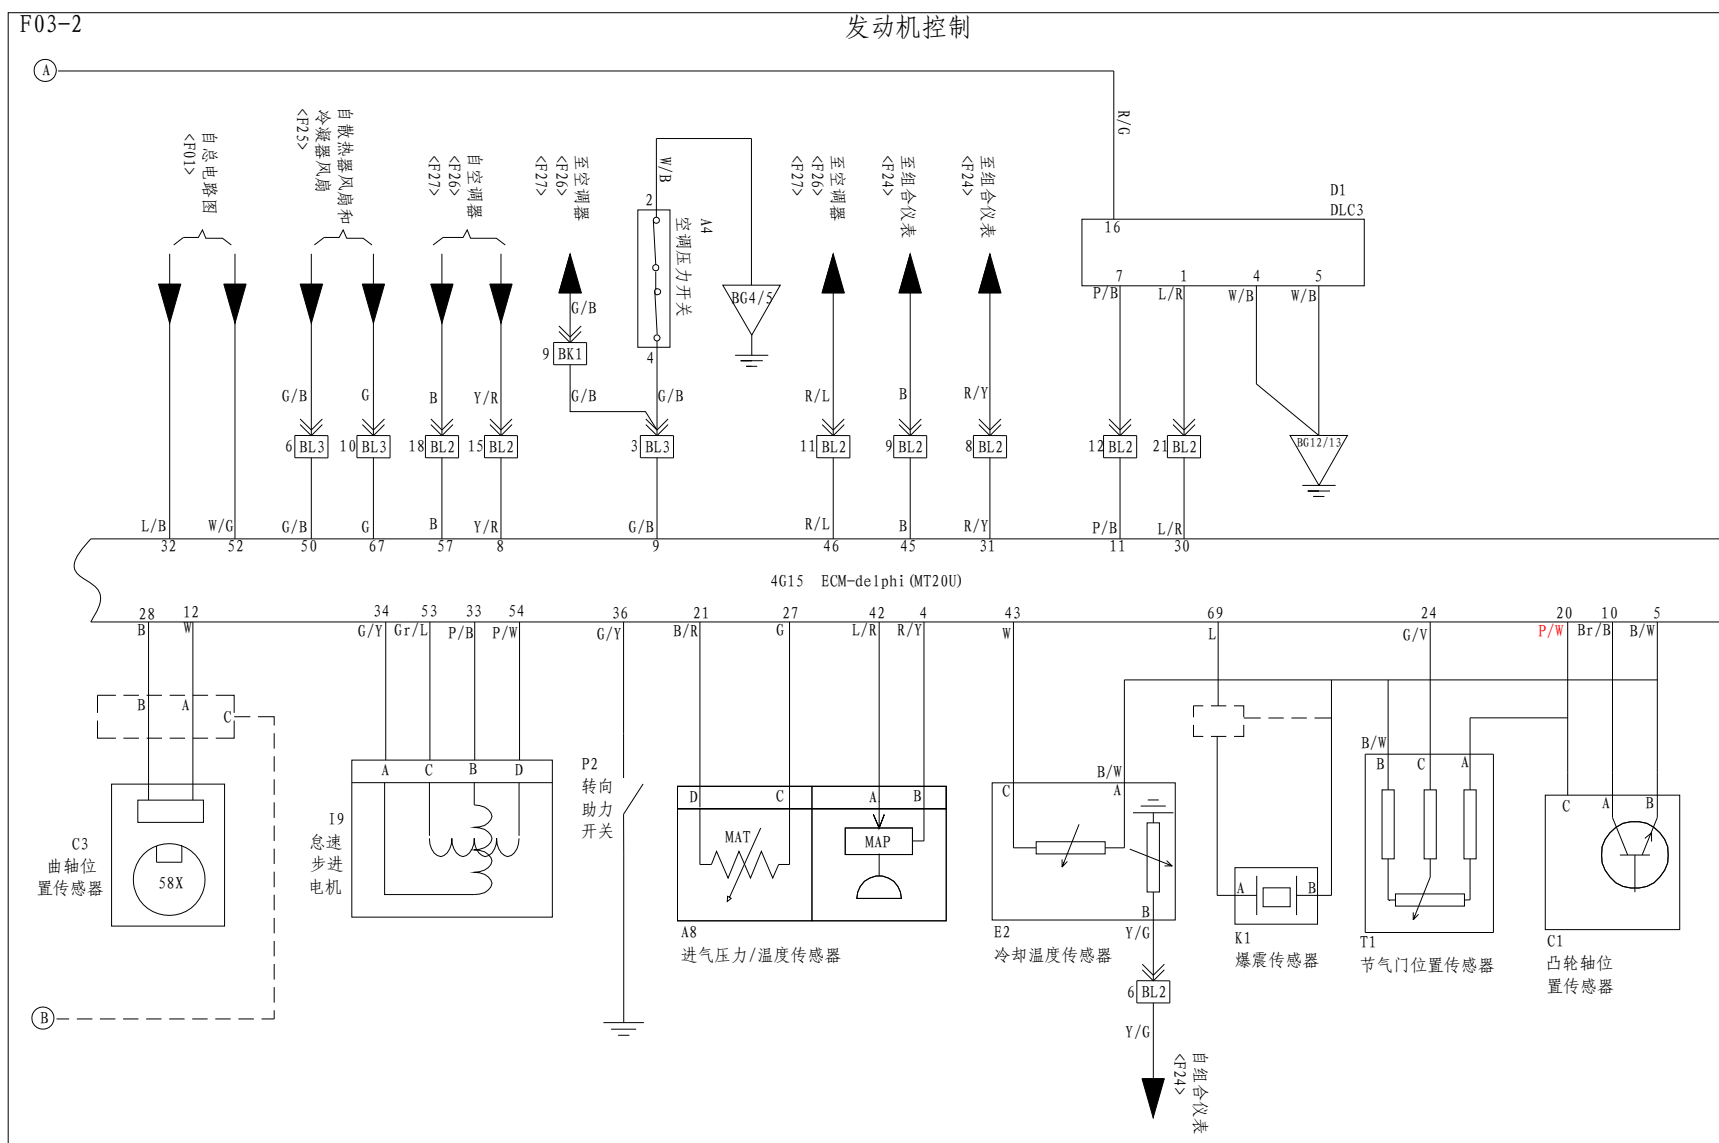 F03-2
发动机控制
A
自总电路图
<F01>
自散热器风扇和
冷凝器风扇
<F25>
自空调器
<F26>
<F27>
至空调器
<F26>
<F27>
W/B
2
A4
空调压力开关
4
BG4/5
至空调器
<F26>
<F27>
至组合仪表
<F24>
至组合仪表
<F24>
R/G
D1
DLC3
16
7 1 4 5
P/B L/R W/B W/B
G/B
9 BK1
G/B G B Y/R G/B G/B R/L B R/Y
6 BL3 10 BL3 18 BL2 15 BL2 3 BL3 11 BL2 9 BL2 8 BL2 12 BL2 21 BL2 BG12/13
L/B W/G G/B G B Y/R G/B R/L B R/Y P/B L/R
32 52 50 67 57 8 9 46 45 31 11 30
4G15 ECM-delphi(MT20U)
28 12 34 53 33 54 36 21 27 42 4 43 69 24 20 10 5
B W G/Y Gr/L P/B P/W G/Y B/R G L/R R/Y W L G/V P/W Br/B B/W
B A C
C3
曲轴位
置传感器
58X
A C B D
I9
怠速
步进
电机
P2
转向
助力
开关
D C A B
MAT MAP
A8
进气压力/温度传感器
B/W
C A
B
E2
冷却温度传感器
Y/G
6 BL2
Y/G
自组合仪表
<F24>
A B
K1
爆震传感器
B/W
B C A
T1
节气门位置传感器
C A B
C1
凸轮轴位
置传感器
B